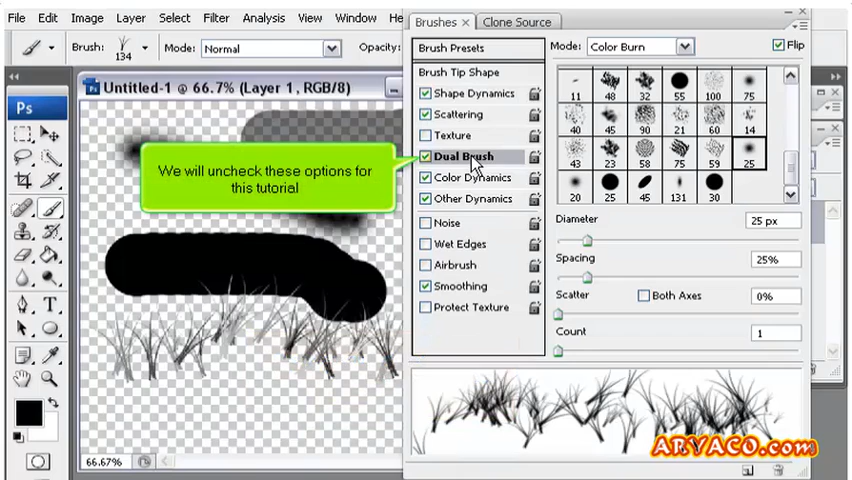 File Edit Image Layer Select Filter Analysis View Window He
Brushes × Clone Source
Brush: 134 Mode: Normal Opacity:
Brush Presets
Mode: Color Burn Flip
Brush Tip Shape
Shape Dynamics
Scattering
Texture
Dual Brush
Color Dynamics
Other Dynamics
Noise
Wet Edges
Airbrush
Smoothing
Protect Texture
11 48 32 55 100 75
40 45 90 21 60 14
43 23 58 75 59 25
20 25 45 131 30
Diameter 25 px
Spacing 25%
Scatter Both Axes 0%
Count 1
Ps
Untitled-1 @ 66.7% (Layer 1, RGB/8)
We will uncheck these options for
this tutorial
T
66.67%
ARYACO.com